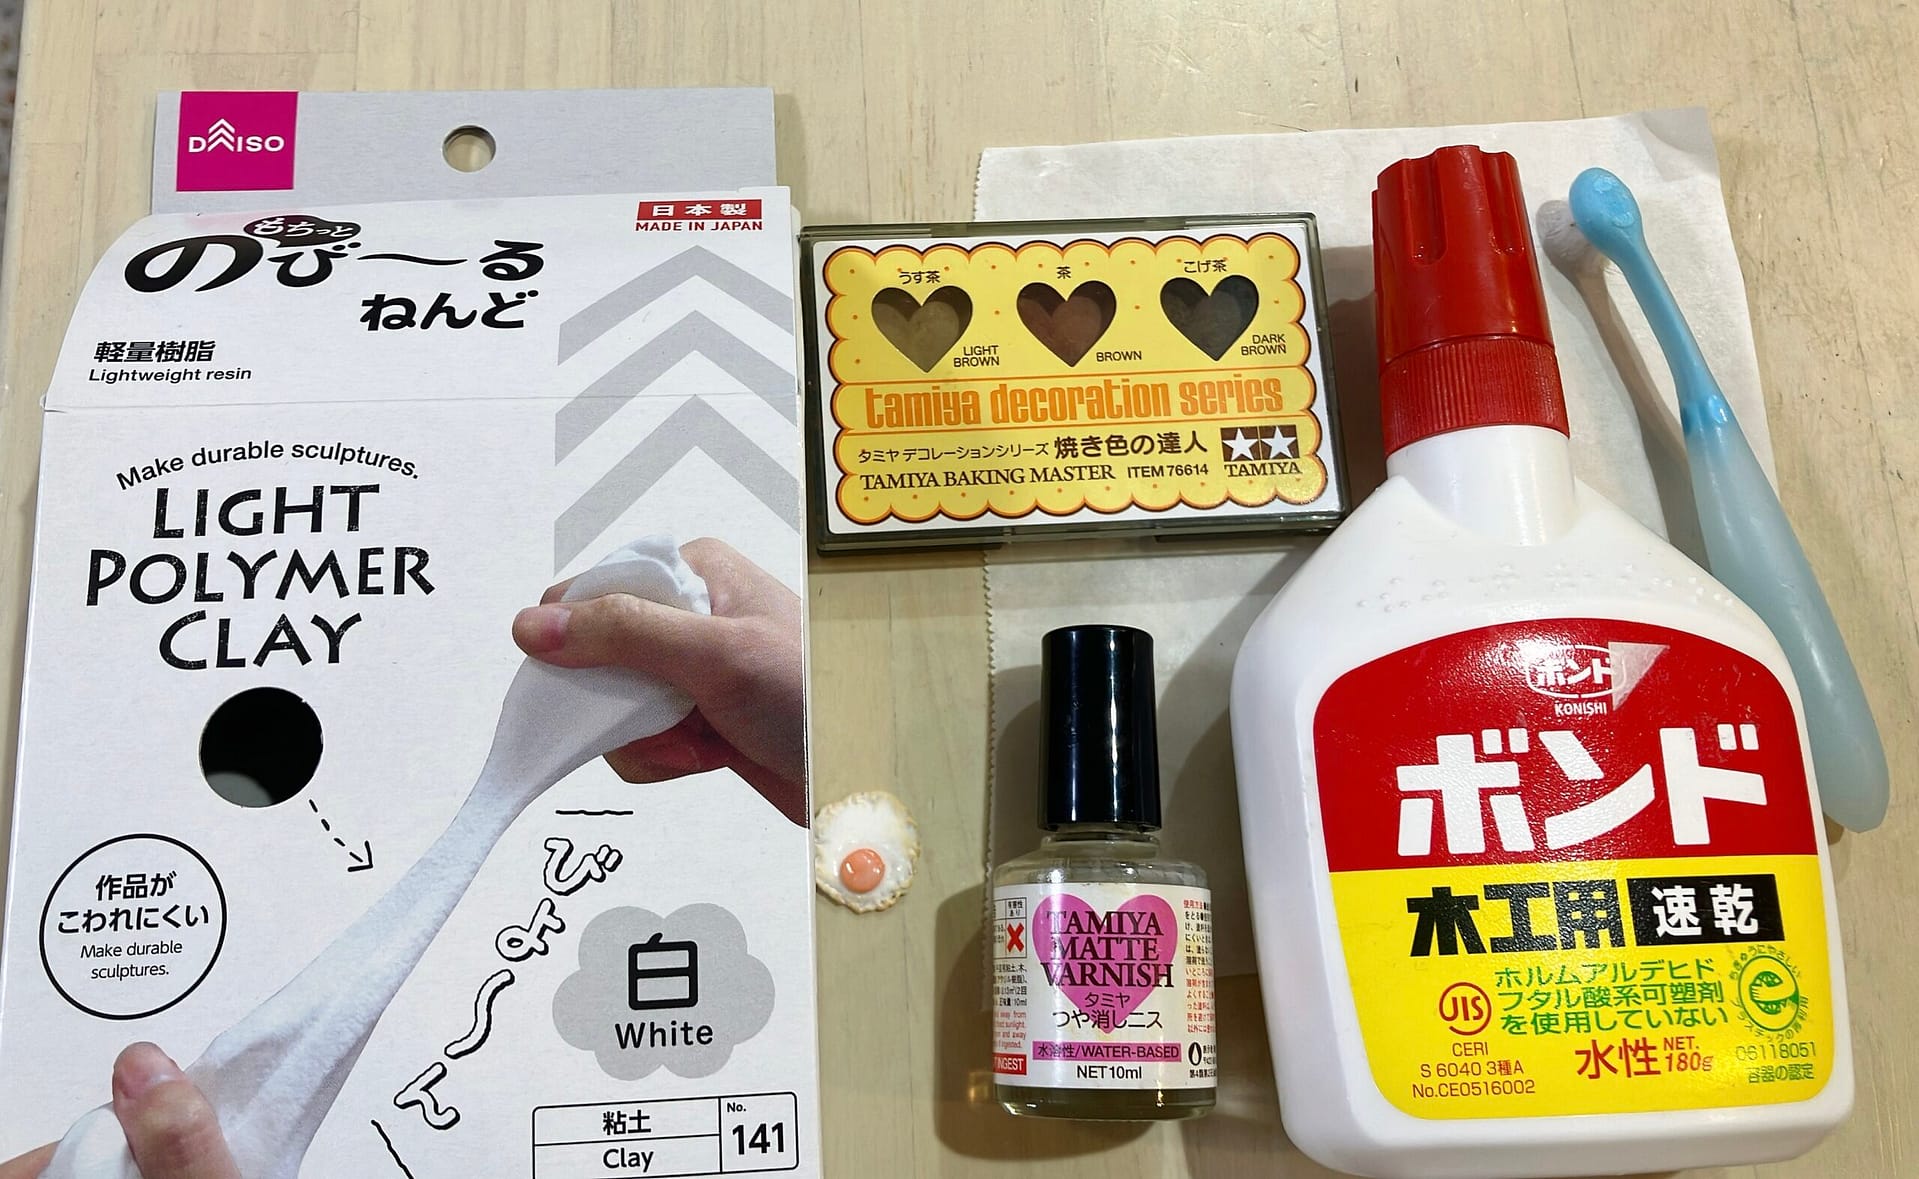 DAISO
日本製
MADE IN JAPAN
もちっと
のび〜る
ねんど
軽量樹脂
Lightweight resin
Make durable sculptures.
LIGHT
POLYMER
CLAY
作品が
こわれにくい
Make durable
sculptures.
白
White
粘土
Clay
No.
141
うす茶
LIGHT
BROWN
茶
BROWN
こげ茶
DARK
BROWN
tamiya decoration series
タミヤ デコレーションシリーズ 焼き色の達人
TAMIYA BAKING MASTER ITEM 76614
TAMIYA
TAMIYA
MATTE
VARNISH
タミヤ
つや消しニス
水溶性/WATER-BASED
NET 10ml
ボンド
KONISHI
ボンド
木工用 速乾
ホルムアルデヒド
フタル酸系可塑剤
を使用していない
JIS
CERI
S 6040 3種A
No.CE0516002
水性 NET. 180g
06118051
容器の認定